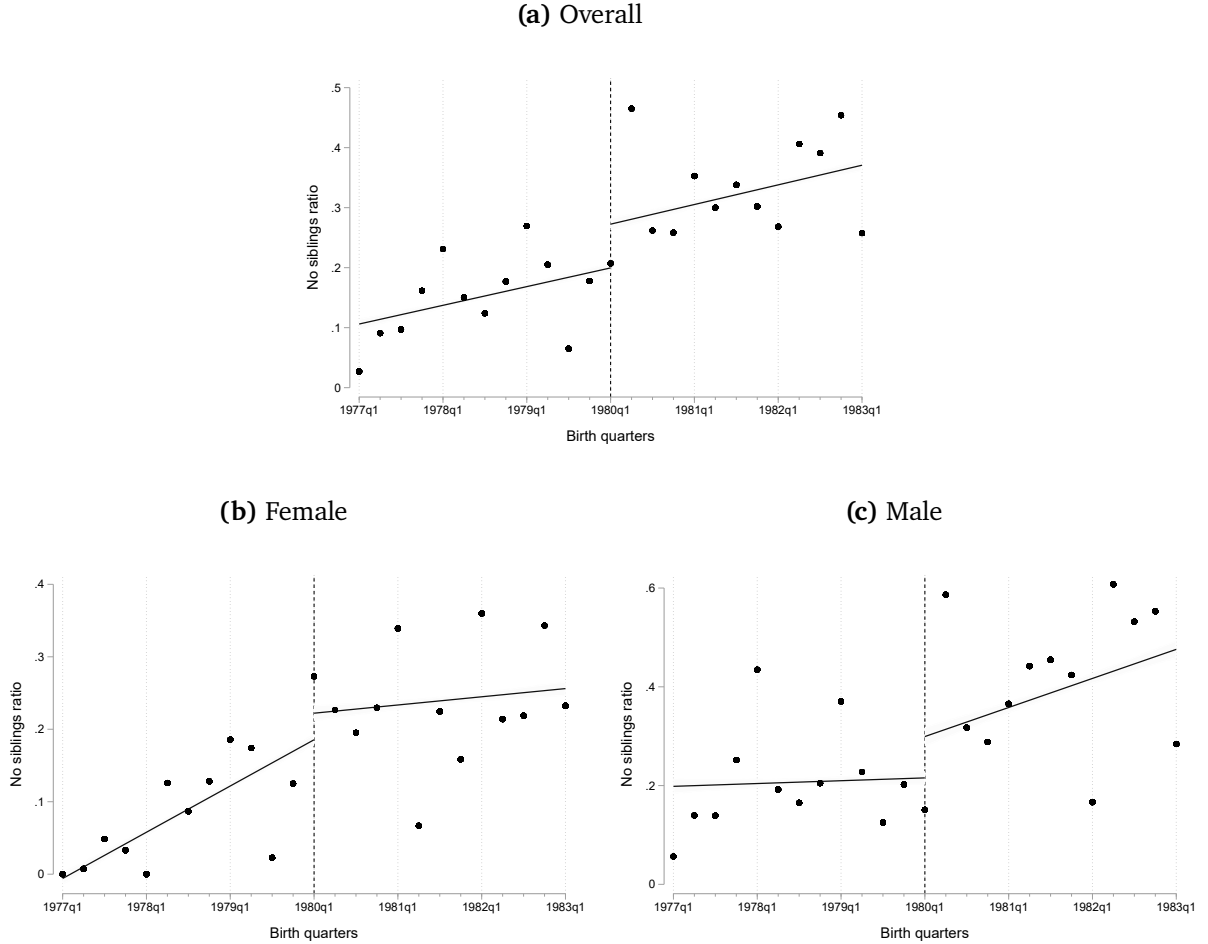 (a) Overall
.5
.4
.3
.2
.1
0
No siblings ratio
1977q1 1978q1 1979q1 1980q1 1981q1 1982q1 1983q1
Birth quarters
(b) Female
.4
.3
.2
.1
0
No siblings ratio
1977q1 1978q1 1979q1 1980q1 1981q1 1982q1 1983q1
Birth quarters
(c) Male
.6
.4
.2
0
No siblings ratio
1977q1 1978q1 1979q1 1980q1 1981q1 1982q1 1983q1
Birth quarters